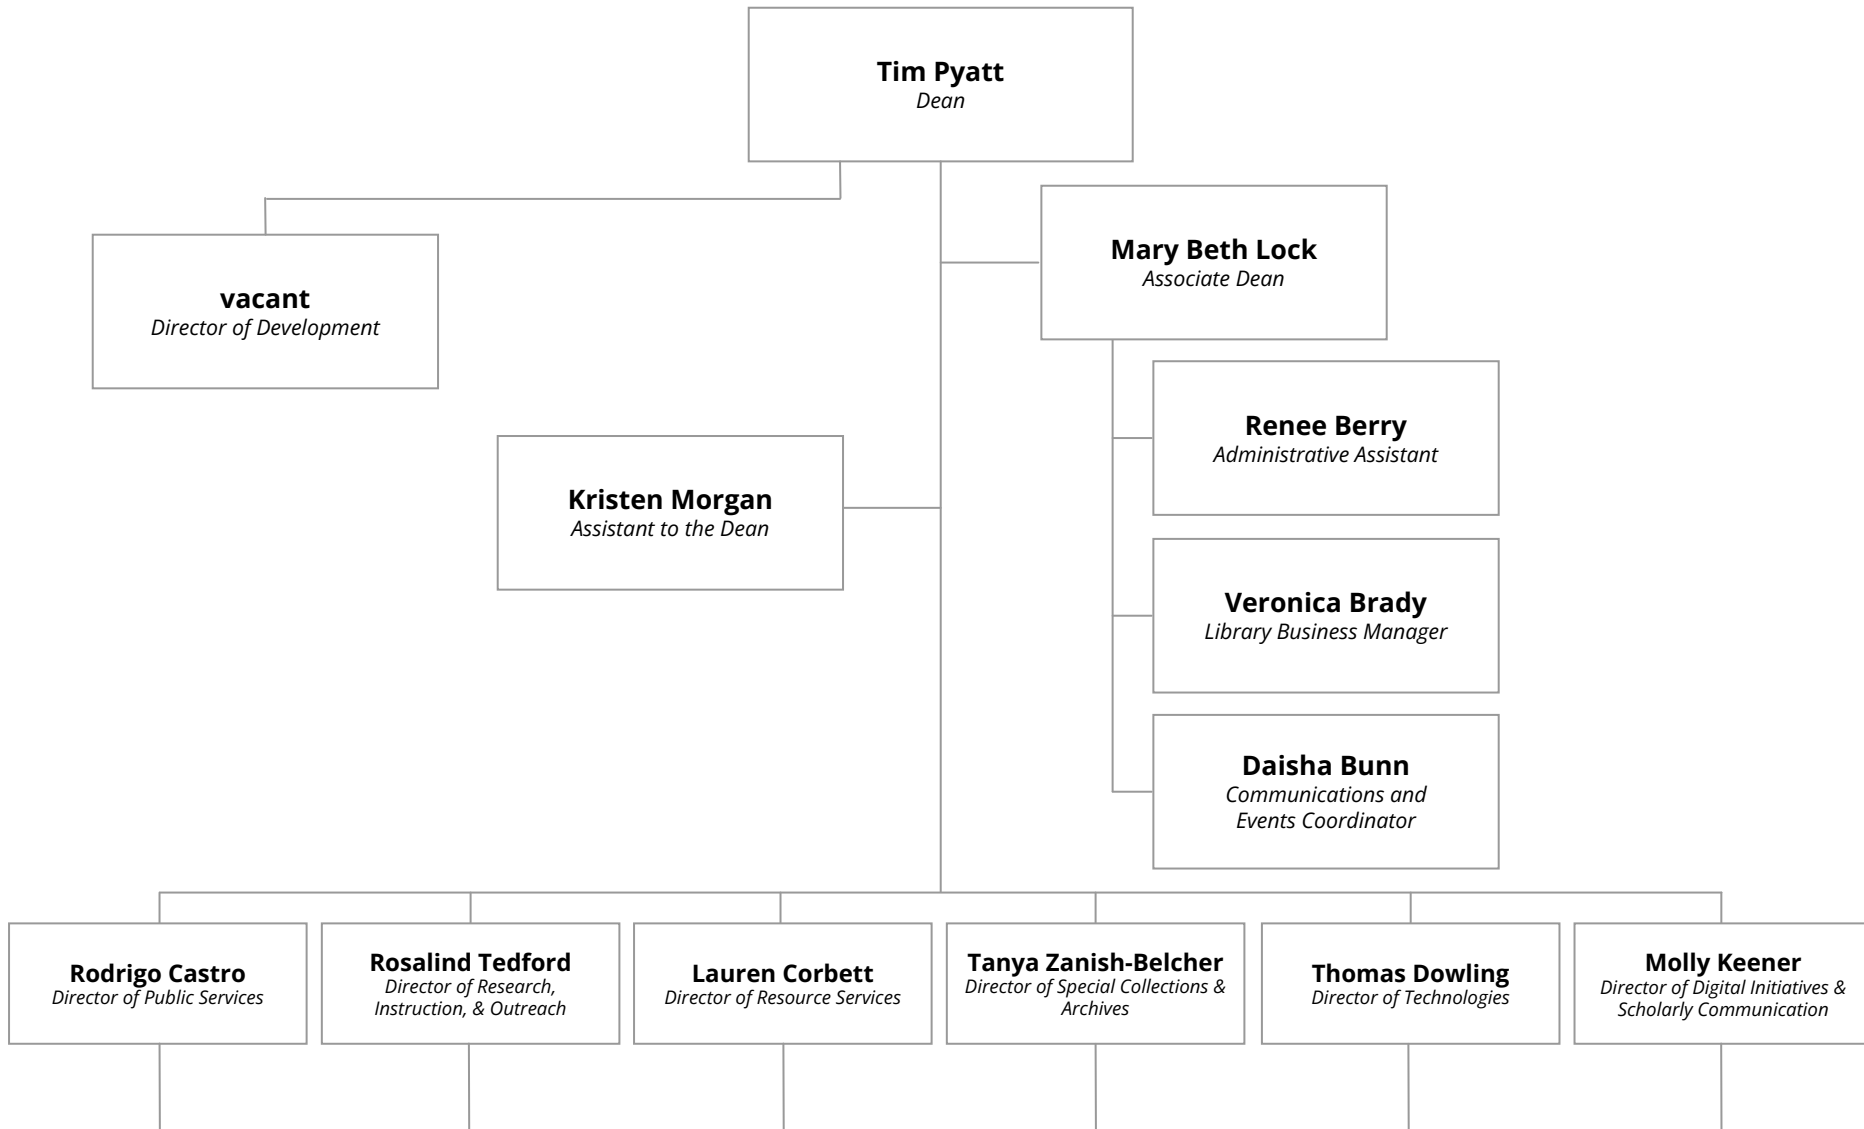 Tim Pyatt
Dean
Mary Beth Lock
Associate Dean
vacant
Director of Development
Renee Berry
Administrative Assistant
Kristen Morgan
Assistant to the Dean
Veronica Brady
Library Business Manager
Daisha Bunn
Communications and
Events Coordinator
Rodrigo Castro
Director of Public Services
Rosalind Tedford
Director of Research,
Instruction, & Outreach
Lauren Corbett
Director of Resource Services
Tanya Zanish-Belcher
Director of Special Collections &
Archives
Thomas Dowling
Director of Technologies
Molly Keener
Director of Digital Initiatives &
Scholarly Communication